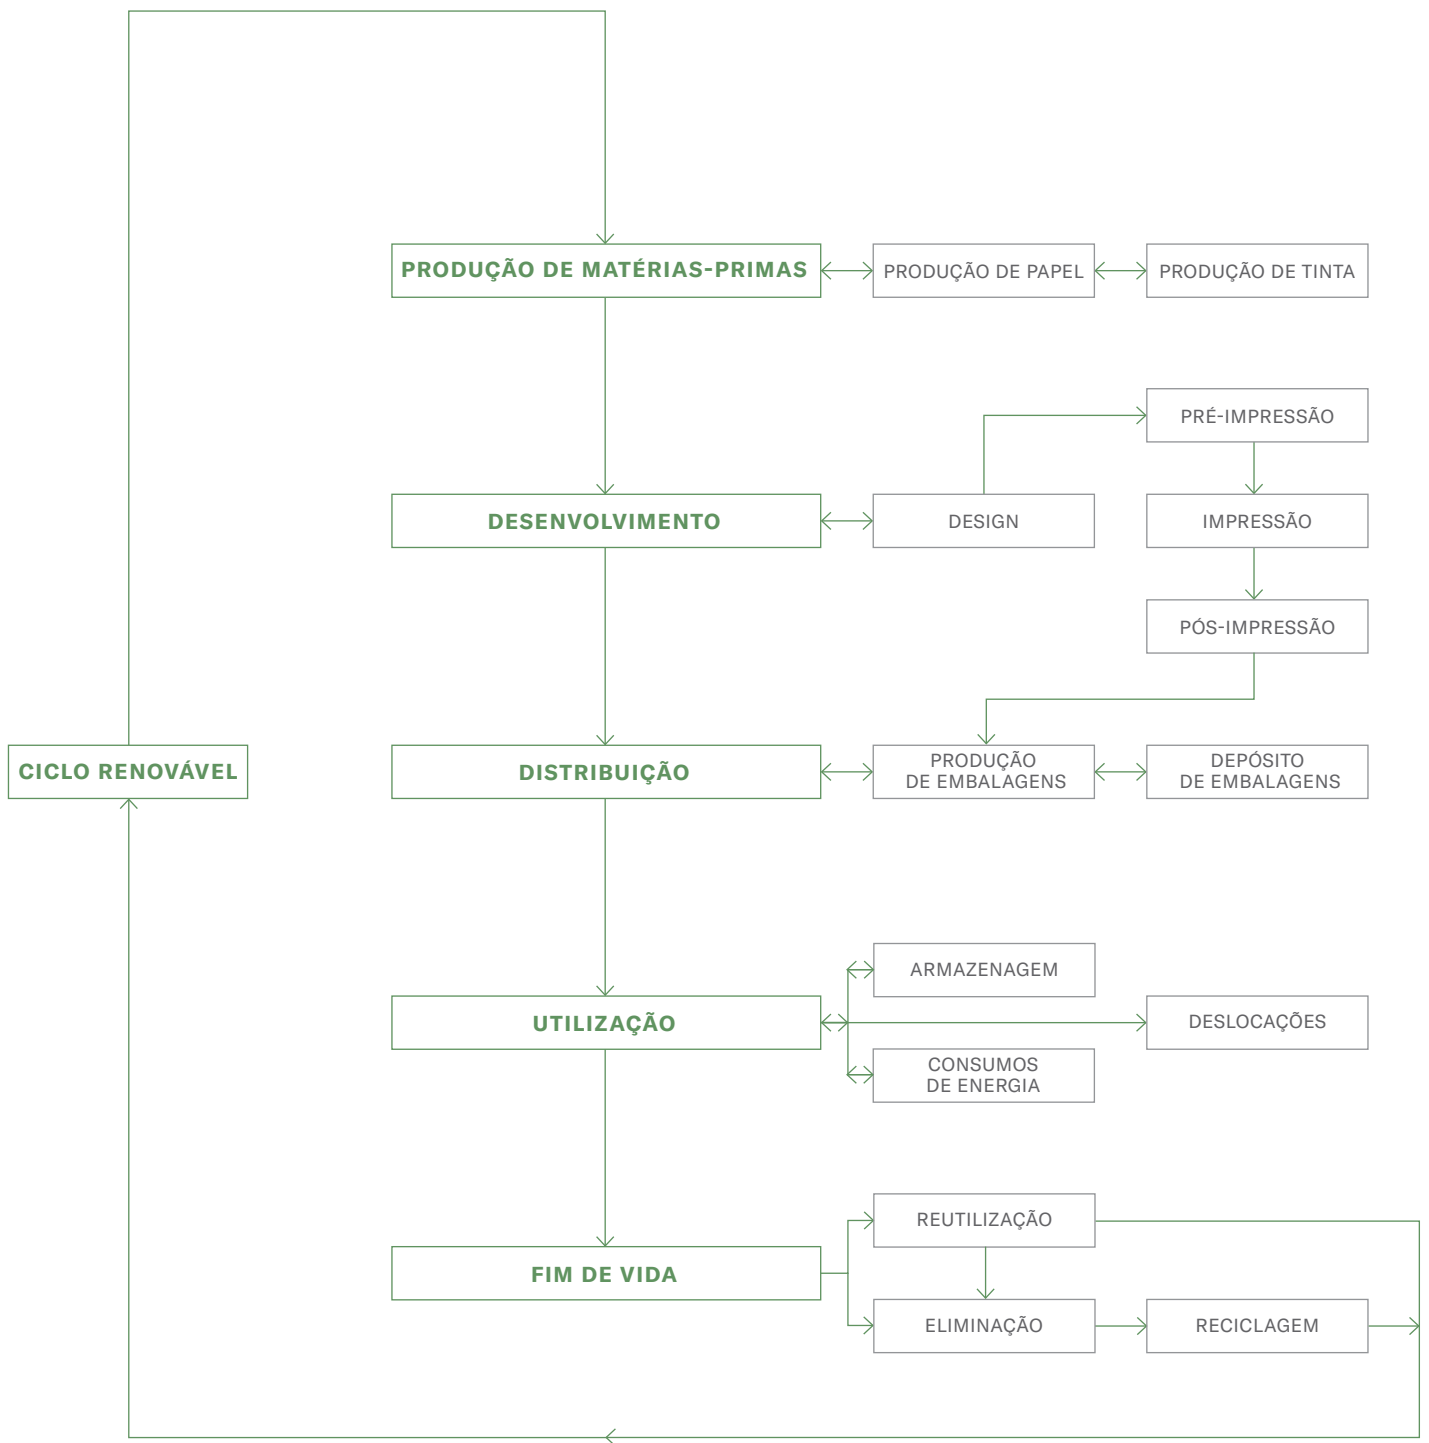 PRODUÇÃO DE MATÉRIAS-PRIMAS
PRODUÇÃO DE PAPEL
PRODUÇÃO DE TINTA
PRÉ-IMPRESSÃO
DESENVOLVIMENTO
DESIGN
IMPRESSÃO
PÓS-IMPRESSÃO
CICLO RENOVÁVEL
DISTRIBUIÇÃO
PRODUÇÃO
DE EMBALAGENS
DEPÓSITO
DE EMBALAGENS
ARMAZENAGEM
UTILIZAÇÃO
DESLOCAÇÕES
CONSUMOS
DE ENERGIA
REUTILIZAÇÃO
FIM DE VIDA
ELIMINAÇÃO
RECICLAGEM